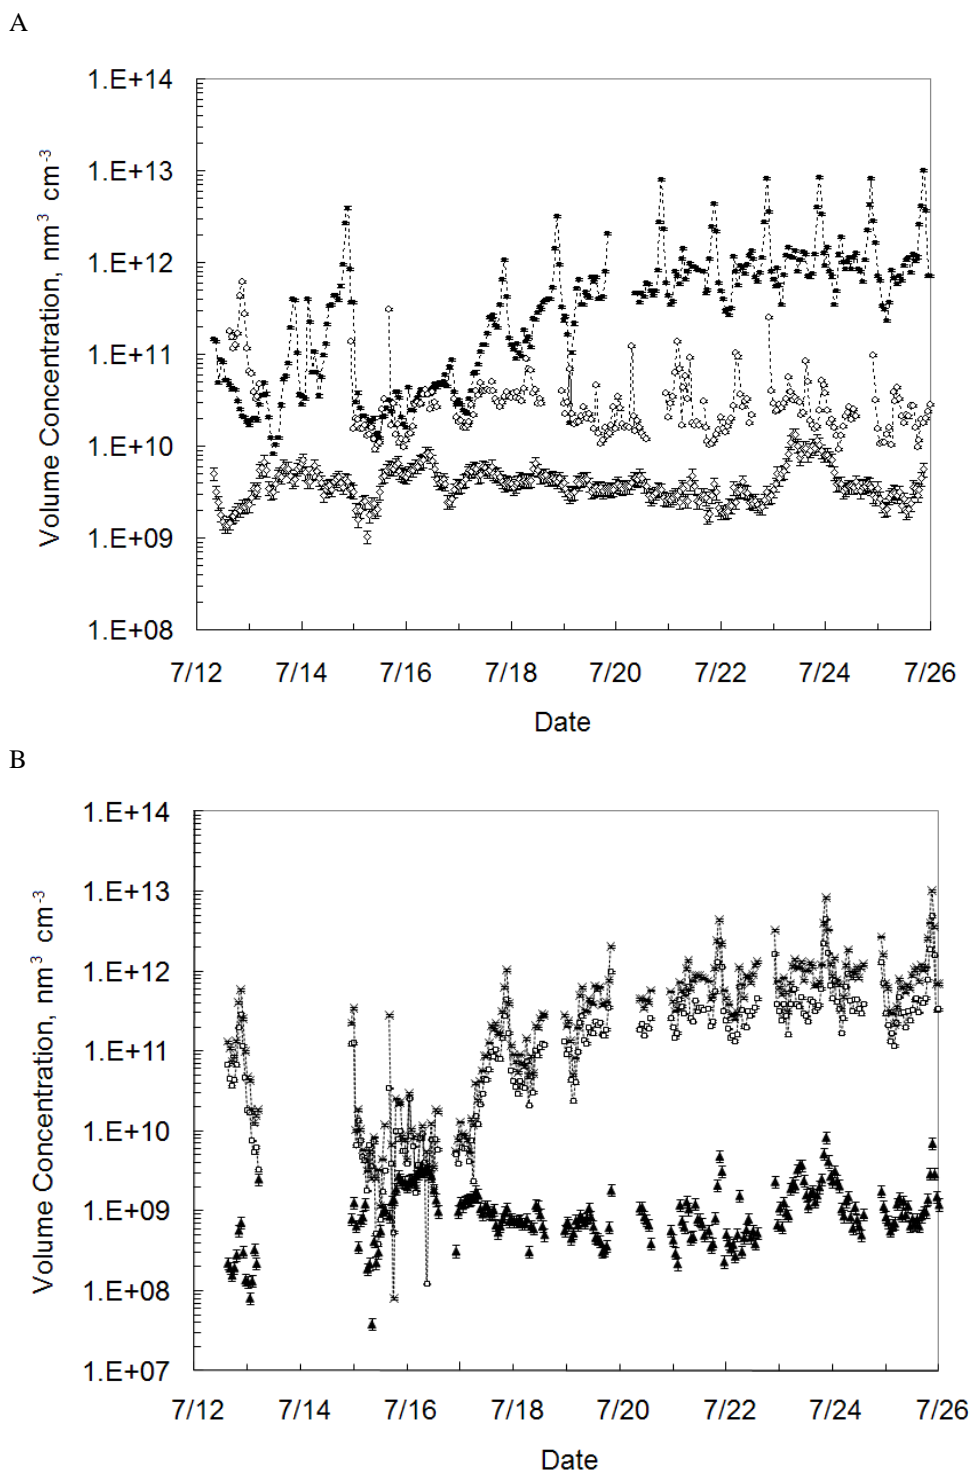 A
1.E+14
1.E+13
1.E+12
1.E+11
1.E+10
1.E+09
1.E+08
Volume Concentration, nm³ cm⁻³
7/12 7/14 7/16 7/18 7/20 7/22 7/24 7/26
Date
B
1.E+14
1.E+13
1.E+12
1.E+11
1.E+10
1.E+09
1.E+08
1.E+07
Volume Concentration, nm³ cm⁻³
7/12 7/14 7/16 7/18 7/20 7/22 7/24 7/26
Date